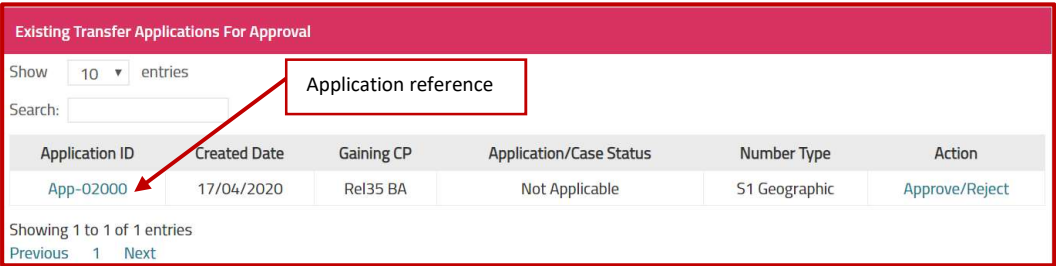 Existing Transfer Applications For Approval
Show 10 entries
Application reference
Search:
Application ID Created Date Gaining CP Application/Case Status Number Type Action
App-02000 17/04/2020 Rel35 BA Not Applicable S1 Geographic Approve/Reject
Showing 1 to 1 of 1 entries
Previous 1 Next